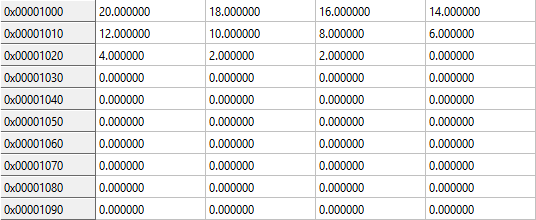 0x00001000 20.000000 18.000000 16.000000 14.000000
0x00001010 12.000000 10.000000 8.000000 6.000000
0x00001020 4.000000 2.000000 2.000000 0.000000
0x00001030 0.000000 0.000000 0.000000 0.000000
0x00001040 0.000000 0.000000 0.000000 0.000000
0x00001050 0.000000 0.000000 0.000000 0.000000
0x00001060 0.000000 0.000000 0.000000 0.000000
0x00001070 0.000000 0.000000 0.000000 0.000000
0x00001080 0.000000 0.000000 0.000000 0.000000
0x00001090 0.000000 0.000000 0.000000 0.000000